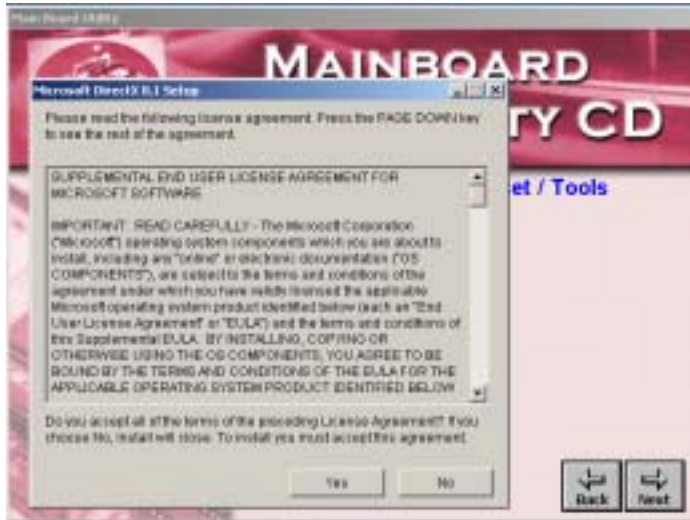 Main Board Utility
MAINBOARD
TY CD
et / Tools
Microsoft DirectX 8.1 Setup
Please read the following license agreement. Press the PAGE DOWN key
to see the rest of the agreement.
SUPPLEMENTAL END USER LICENSE AGREEMENT FOR
MICROSOFT SOFTWARE
IMPORTANT: READ CAREFULLY - The Microsoft Corporation
("Microsoft") operating system components which you are about to
install, including any "online" or electronic documentation ("OS
COMPONENTS"), are subject to the terms and conditions of the
agreement under which you have validly licensed the applicable
Microsoft operating system product identified below (each an "End
User License Agreement" or "EULA") and the terms and conditions of
this Supplemental EULA. BY INSTALLING, COPYING OR
OTHERWISE USING THE OS COMPONENTS, YOU AGREE TO BE
BOUND BY THE TERMS AND CONDITIONS OF THE EULA FOR THE
APPLICABLE OPERATING SYSTEM PRODUCT IDENTIFIED BELOW
Do you accept all of the terms of the preceding License Agreement? If you
choose No, install will close. To install you must accept this agreement.
Yes
No
Back
Next